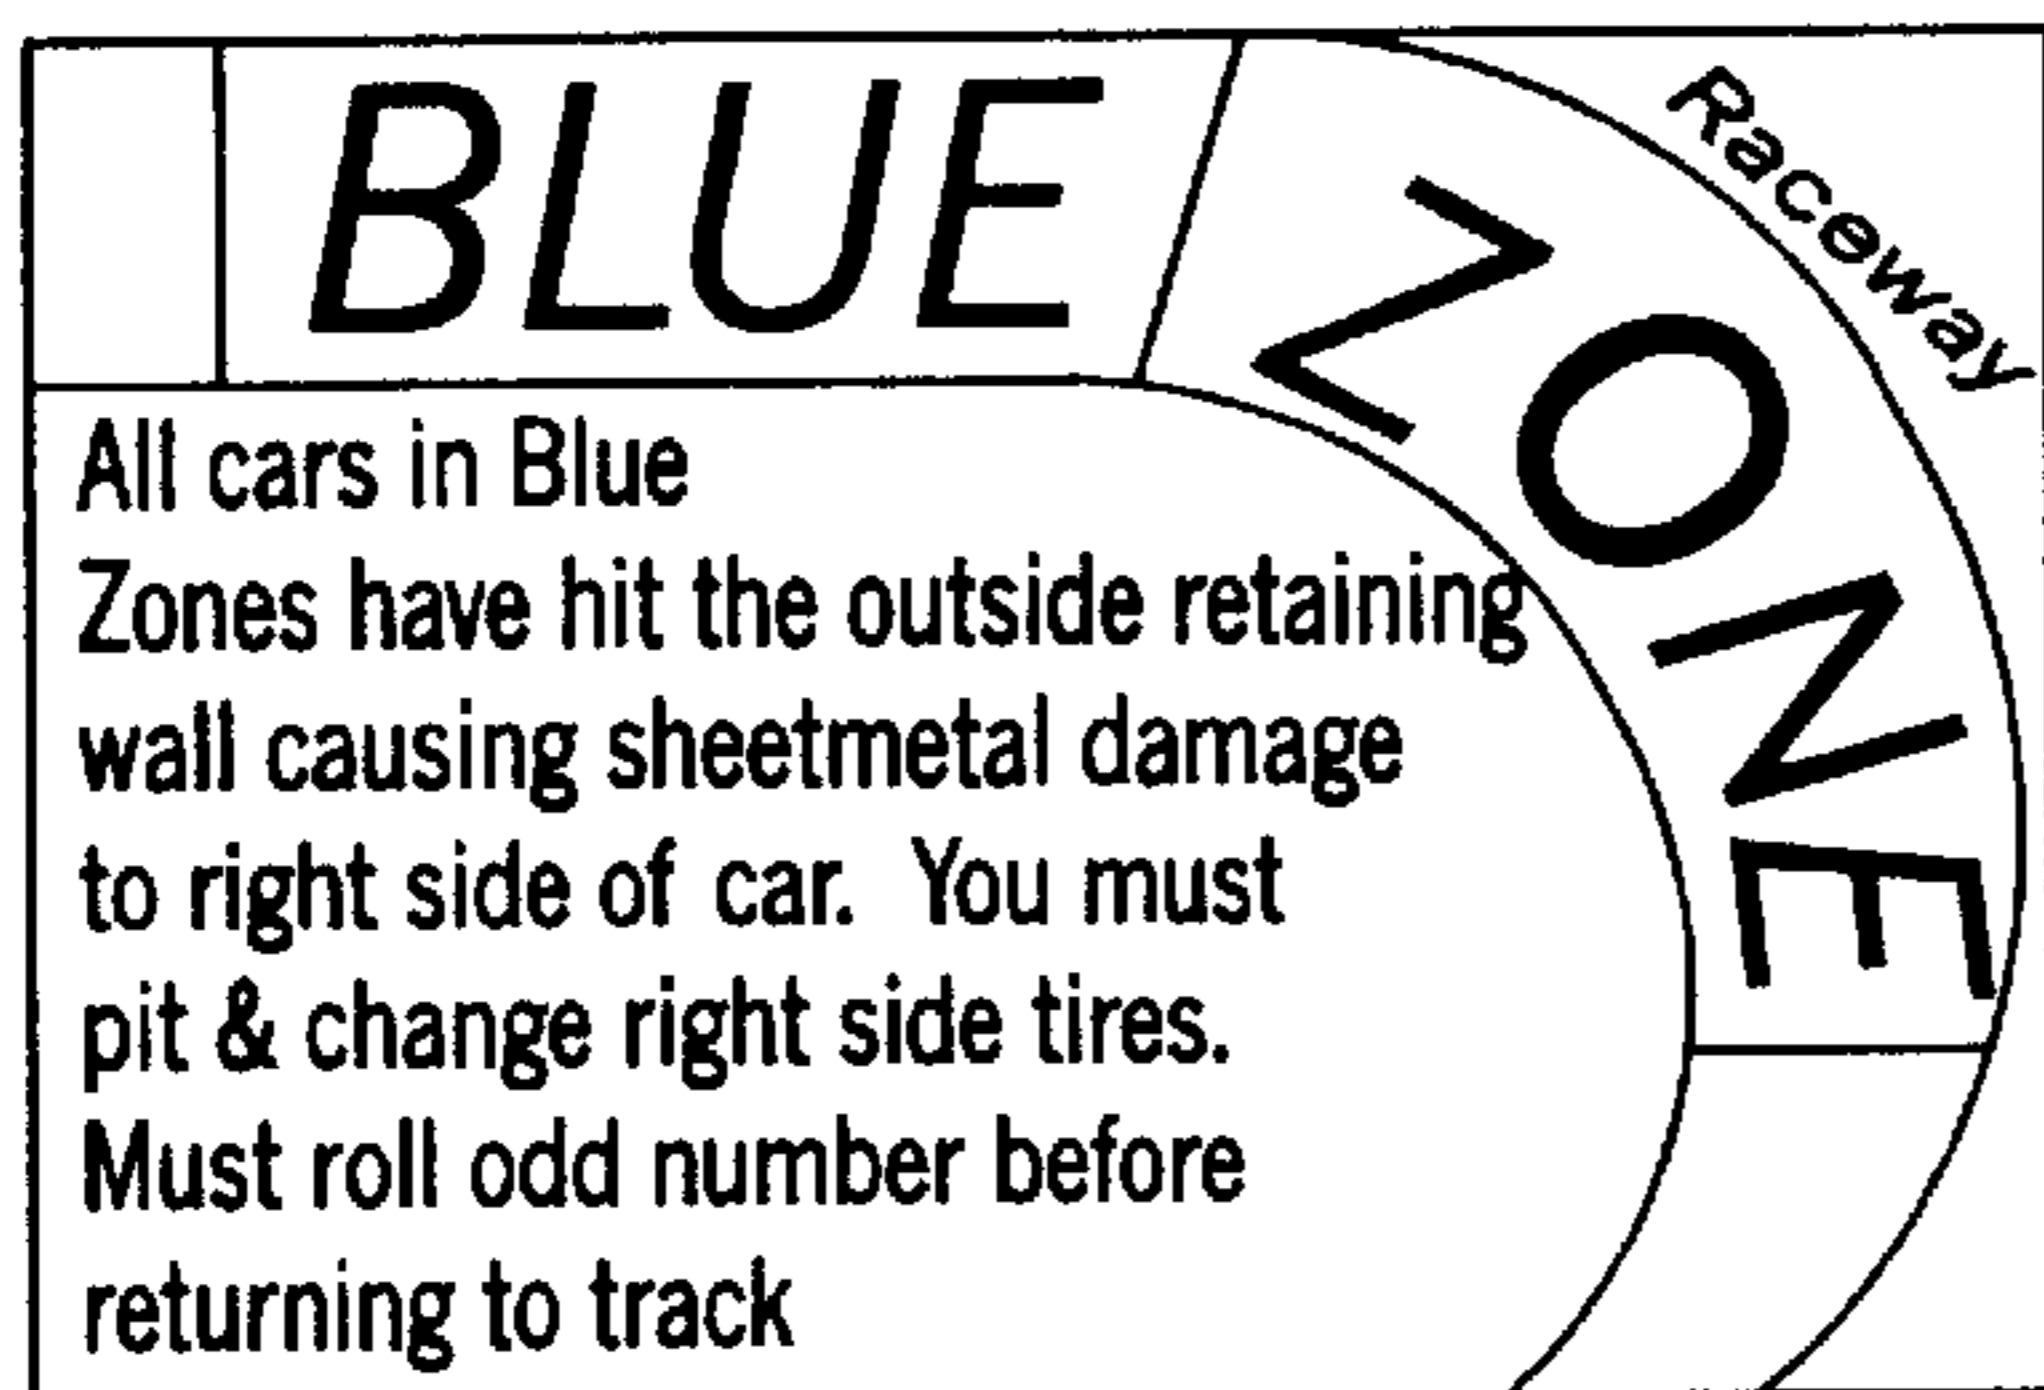 BLUE ZONE
Raceway
All cars in Blue
Zones have hit the outside retaining
wall causing sheetmetal damage
to right side of car. You must
pit & change right side tires.
Must roll odd number before
returning to track